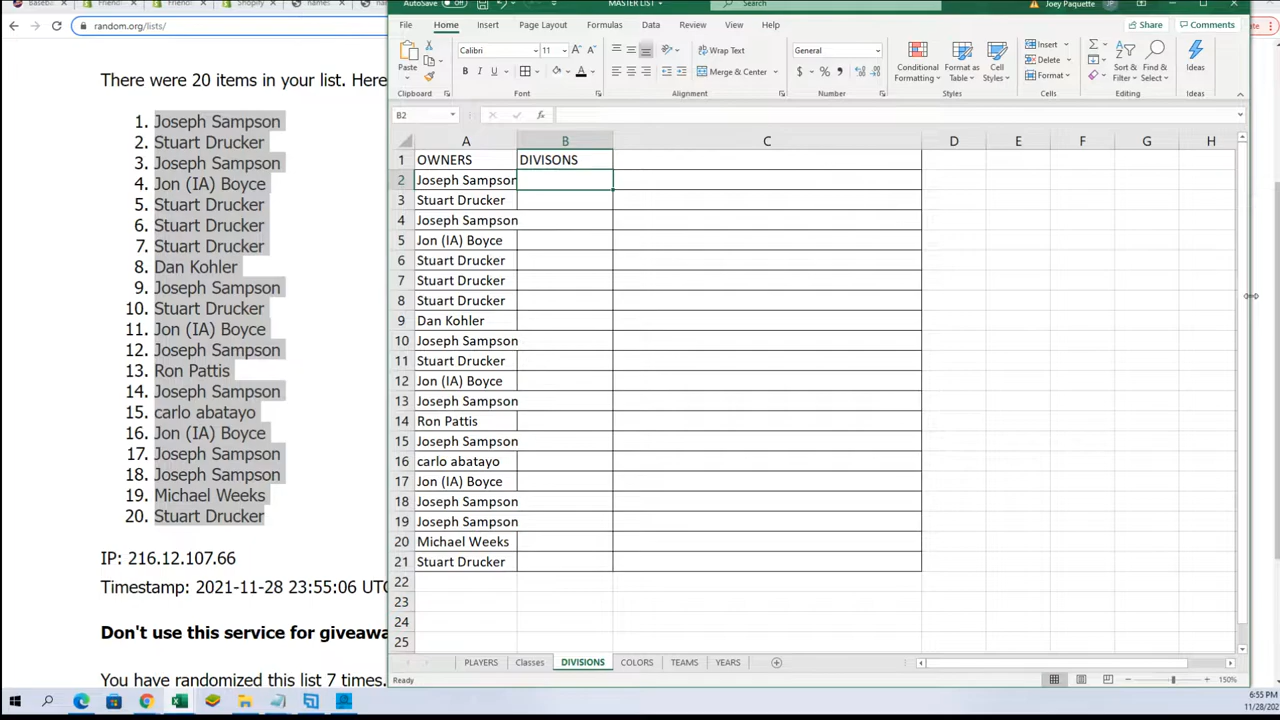 Friend
Friend
Shopify
names
AutoSave Off
MASTER LIST
Search
Joey Paquette
random.org/lists/
File Home Insert Page Layout Formulas Data Review View Help Share Comments
There were 20 items in your list. Here
1. Joseph Sampson
2. Stuart Drucker
3. Joseph Sampson
4. Jon (IA) Boyce
5. Stuart Drucker
6. Stuart Drucker
7. Stuart Drucker
8. Dan Kohler
9. Joseph Sampson
10. Stuart Drucker
11. Jon (IA) Boyce
12. Joseph Sampson
13. Ron Pattis
14. Joseph Sampson
15. carlo abatayo
16. Jon (IA) Boyce
17. Joseph Sampson
18. Joseph Sampson
19. Michael Weeks
20. Stuart Drucker
IP: 216.12.107.66
Timestamp: 2021-11-28 23:55:06 UTC
Don't use this service for giveawa
You have randomized this list 7 times.
Paste
Calibri 11 Wrap Text General Insert
Merge & Center Conditional Formatting Format as Table Cell Styles Delete
Format Sort & Filter Find & Select Ideas
Clipboard Font Alignment Number Styles Cells Editing Ideas
B2
A B C D E F G H
1 OWNERS DIVISONS
2 Joseph Sampson
3 Stuart Drucker
4 Joseph Sampson
5 Jon (IA) Boyce
6 Stuart Drucker
7 Stuart Drucker
8 Stuart Drucker
9 Dan Kohler
10 Joseph Sampson
11 Stuart Drucker
12 Jon (IA) Boyce
13 Joseph Sampson
14 Ron Pattis
15 Joseph Sampson
16 carlo abatayo
17 Jon (IA) Boyce
18 Joseph Sampson
19 Joseph Sampson
20 Michael Weeks
21 Stuart Drucker
22
23
24
25
PLAYERS Classes DIVISIONS COLORS TEAMS YEARS
Ready 150%
6:55 PM